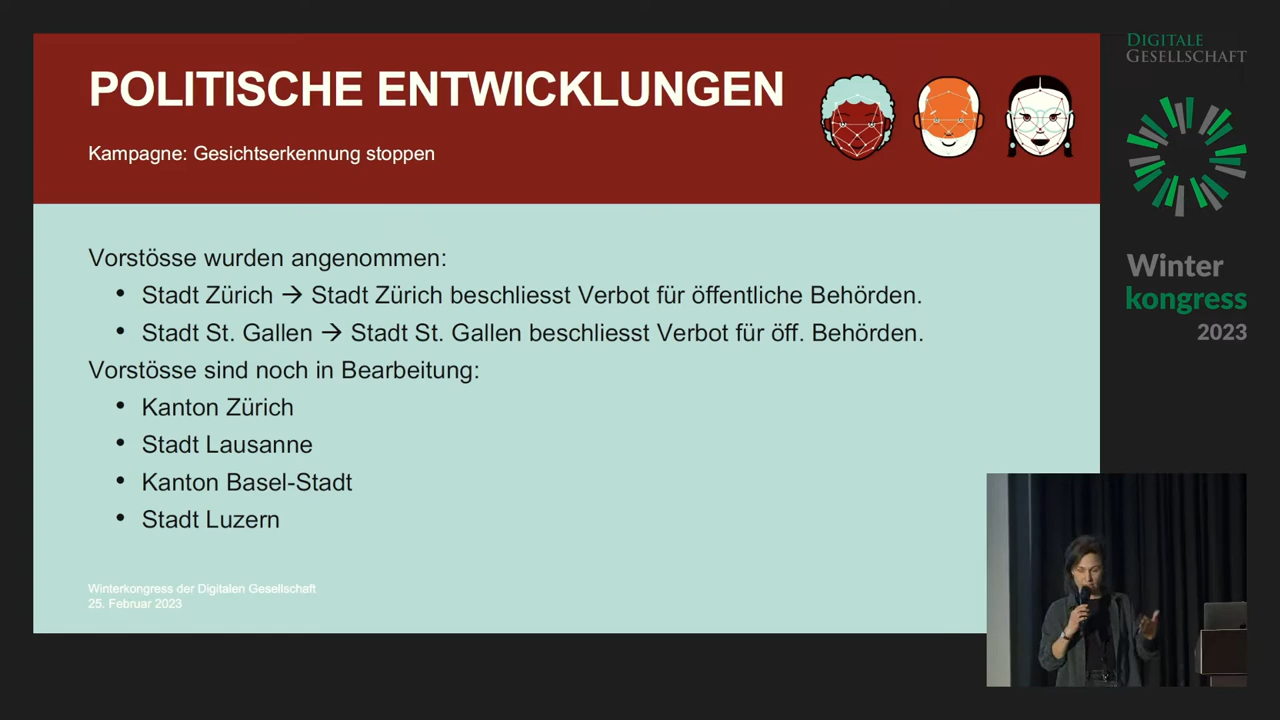 POLITISCHE ENTWICKLUNGEN
Kampagne: Gesichtserkennung stoppen
Vorstösse wurden angenommen:
• Stadt Zürich → Stadt Zürich beschliesst Verbot für öffentliche Behörden.
• Stadt St. Gallen → Stadt St. Gallen beschliesst Verbot für öff. Behörden.
Vorstösse sind noch in Bearbeitung:
• Kanton Zürich
• Stadt Lausanne
• Kanton Basel-Stadt
• Stadt Luzern
Winterkongress der Digitalen Gesellschaft
25. Februar 2023
DIGITALE
GESELLSCHAFT
Winter
kongress
2023